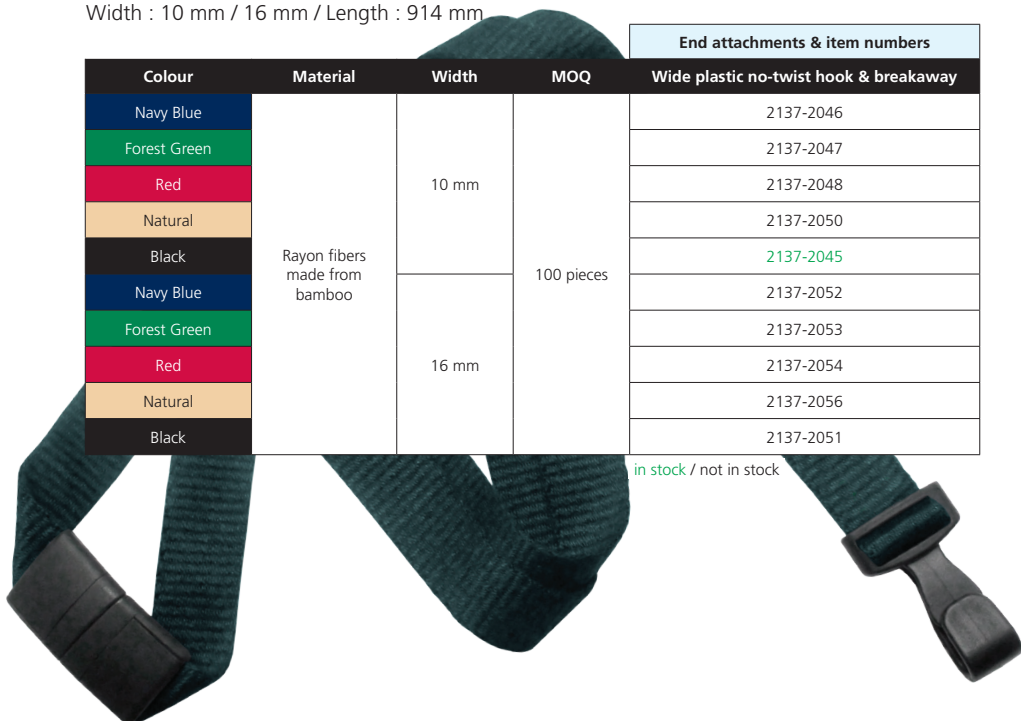 Width : 10 mm / 16 mm / Length : 914 mm
End attachments & item numbers
Colour Material Width MOQ Wide plastic no-twist hook & breakaway
Navy Blue 2137-2046
Forest Green 2137-2047
Red 10 mm 2137-2048
Natural 2137-2050
Black 2137-2045
Rayon fibers
made from
bamboo
100 pieces
Navy Blue 2137-2052
Forest Green 2137-2053
Red 16 mm 2137-2054
Natural 2137-2056
Black 2137-2051
in stock / not in stock